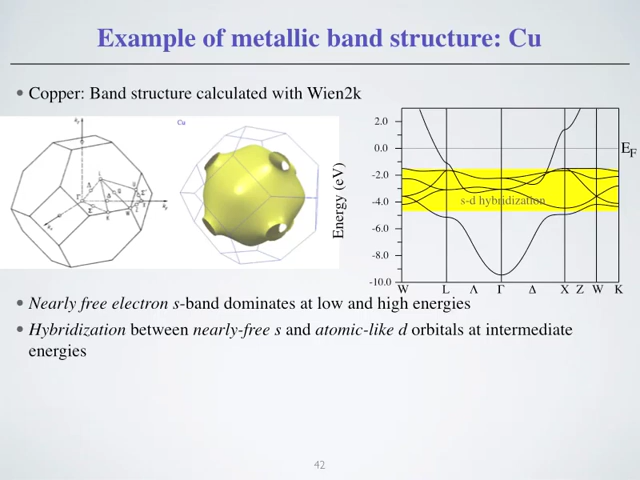 Example of metallic band structure: Cu
• Copper: Band structure calculated with Wien2k
Cu
Energy (eV)
2.0
0.0
-2.0
-4.0
-6.0
-8.0
-10.0
E_F
s-d hybridization
W L Λ Γ Δ X Z W K
• Nearly free electron s-band dominates at low and high energies
• Hybridization between nearly-free s and atomic-like d orbitals at intermediate
energies
42